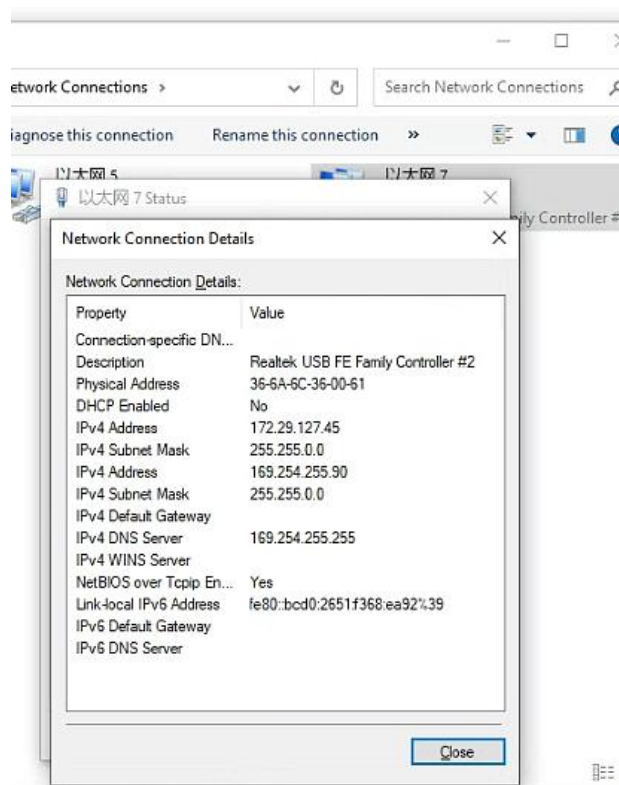 etwork Connections
Search Network Connections
iagnose this connection Rename this connection »
以太网 5 以太网 7
以太网 7 Status
mily Controller #
Network Connection Details
Network Connection Details:
Property Value
Connection-specific DN...
Description Realtek USB FE Family Controller #2
Physical Address 36-6A-6C-36-00-61
DHCP Enabled No
IPv4 Address 172.29.127.45
IPv4 Subnet Mask 255.255.0.0
IPv4 Address 169.254.255.90
IPv4 Subnet Mask 255.255.0.0
IPv4 Default Gateway
IPv4 DNS Server 169.254.255.255
IPv4 WINS Server
NetBIOS over Tcpip En... Yes
Link-local IPv6 Address fe80::bcd0:2651:f368:ea92%39
IPv6 Default Gateway
IPv6 DNS Server
Close